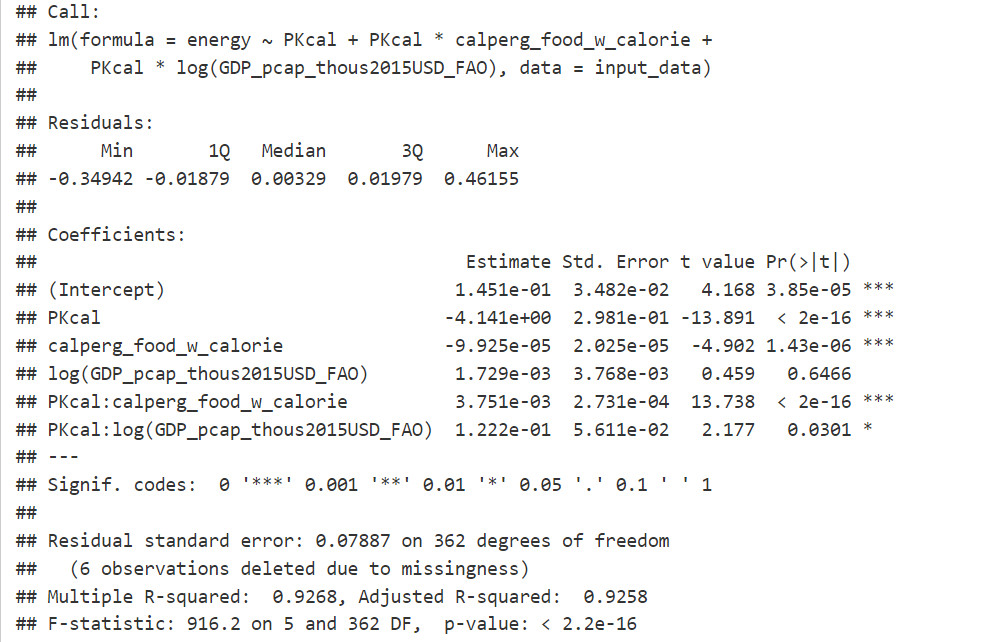 ## Call:
## lm(formula = energy ~ PKcal + PKcal * calperg_food_w_calorie +
##     PKcal * log(GDP_pcap_thous2015USD_FAO), data = input_data)
##
## Residuals:
##      Min       1Q   Median       3Q      Max
## -0.34942 -0.01879  0.00329  0.01979  0.46155
##
## Coefficients:
##                                        Estimate Std. Error t value Pr(>|t|)
## (Intercept)                           1.451e-01  3.482e-02   4.168 3.85e-05 ***
## PKcal                                -4.141e+00  2.981e-01 -13.891  < 2e-16 ***
## calperg_food_w_calorie               -9.925e-05  2.025e-05  -4.902 1.43e-06 ***
## log(GDP_pcap_thous2015USD_FAO)        1.729e-03  3.768e-03   0.459   0.6466
## PKcal:calperg_food_w_calorie          3.751e-03  2.731e-04  13.738  < 2e-16 ***
## PKcal:log(GDP_pcap_thous2015USD_FAO)  1.222e-01  5.611e-02   2.177   0.0301 *
## ---
## Signif. codes:  0 '***' 0.001 '**' 0.01 '*' 0.05 '.' 0.1 ' ' 1
##
## Residual standard error: 0.07887 on 362 degrees of freedom
##   (6 observations deleted due to missingness)
## Multiple R-squared:  0.9268, Adjusted R-squared:  0.9258
## F-statistic: 916.2 on 5 and 362 DF,  p-value: < 2.2e-16